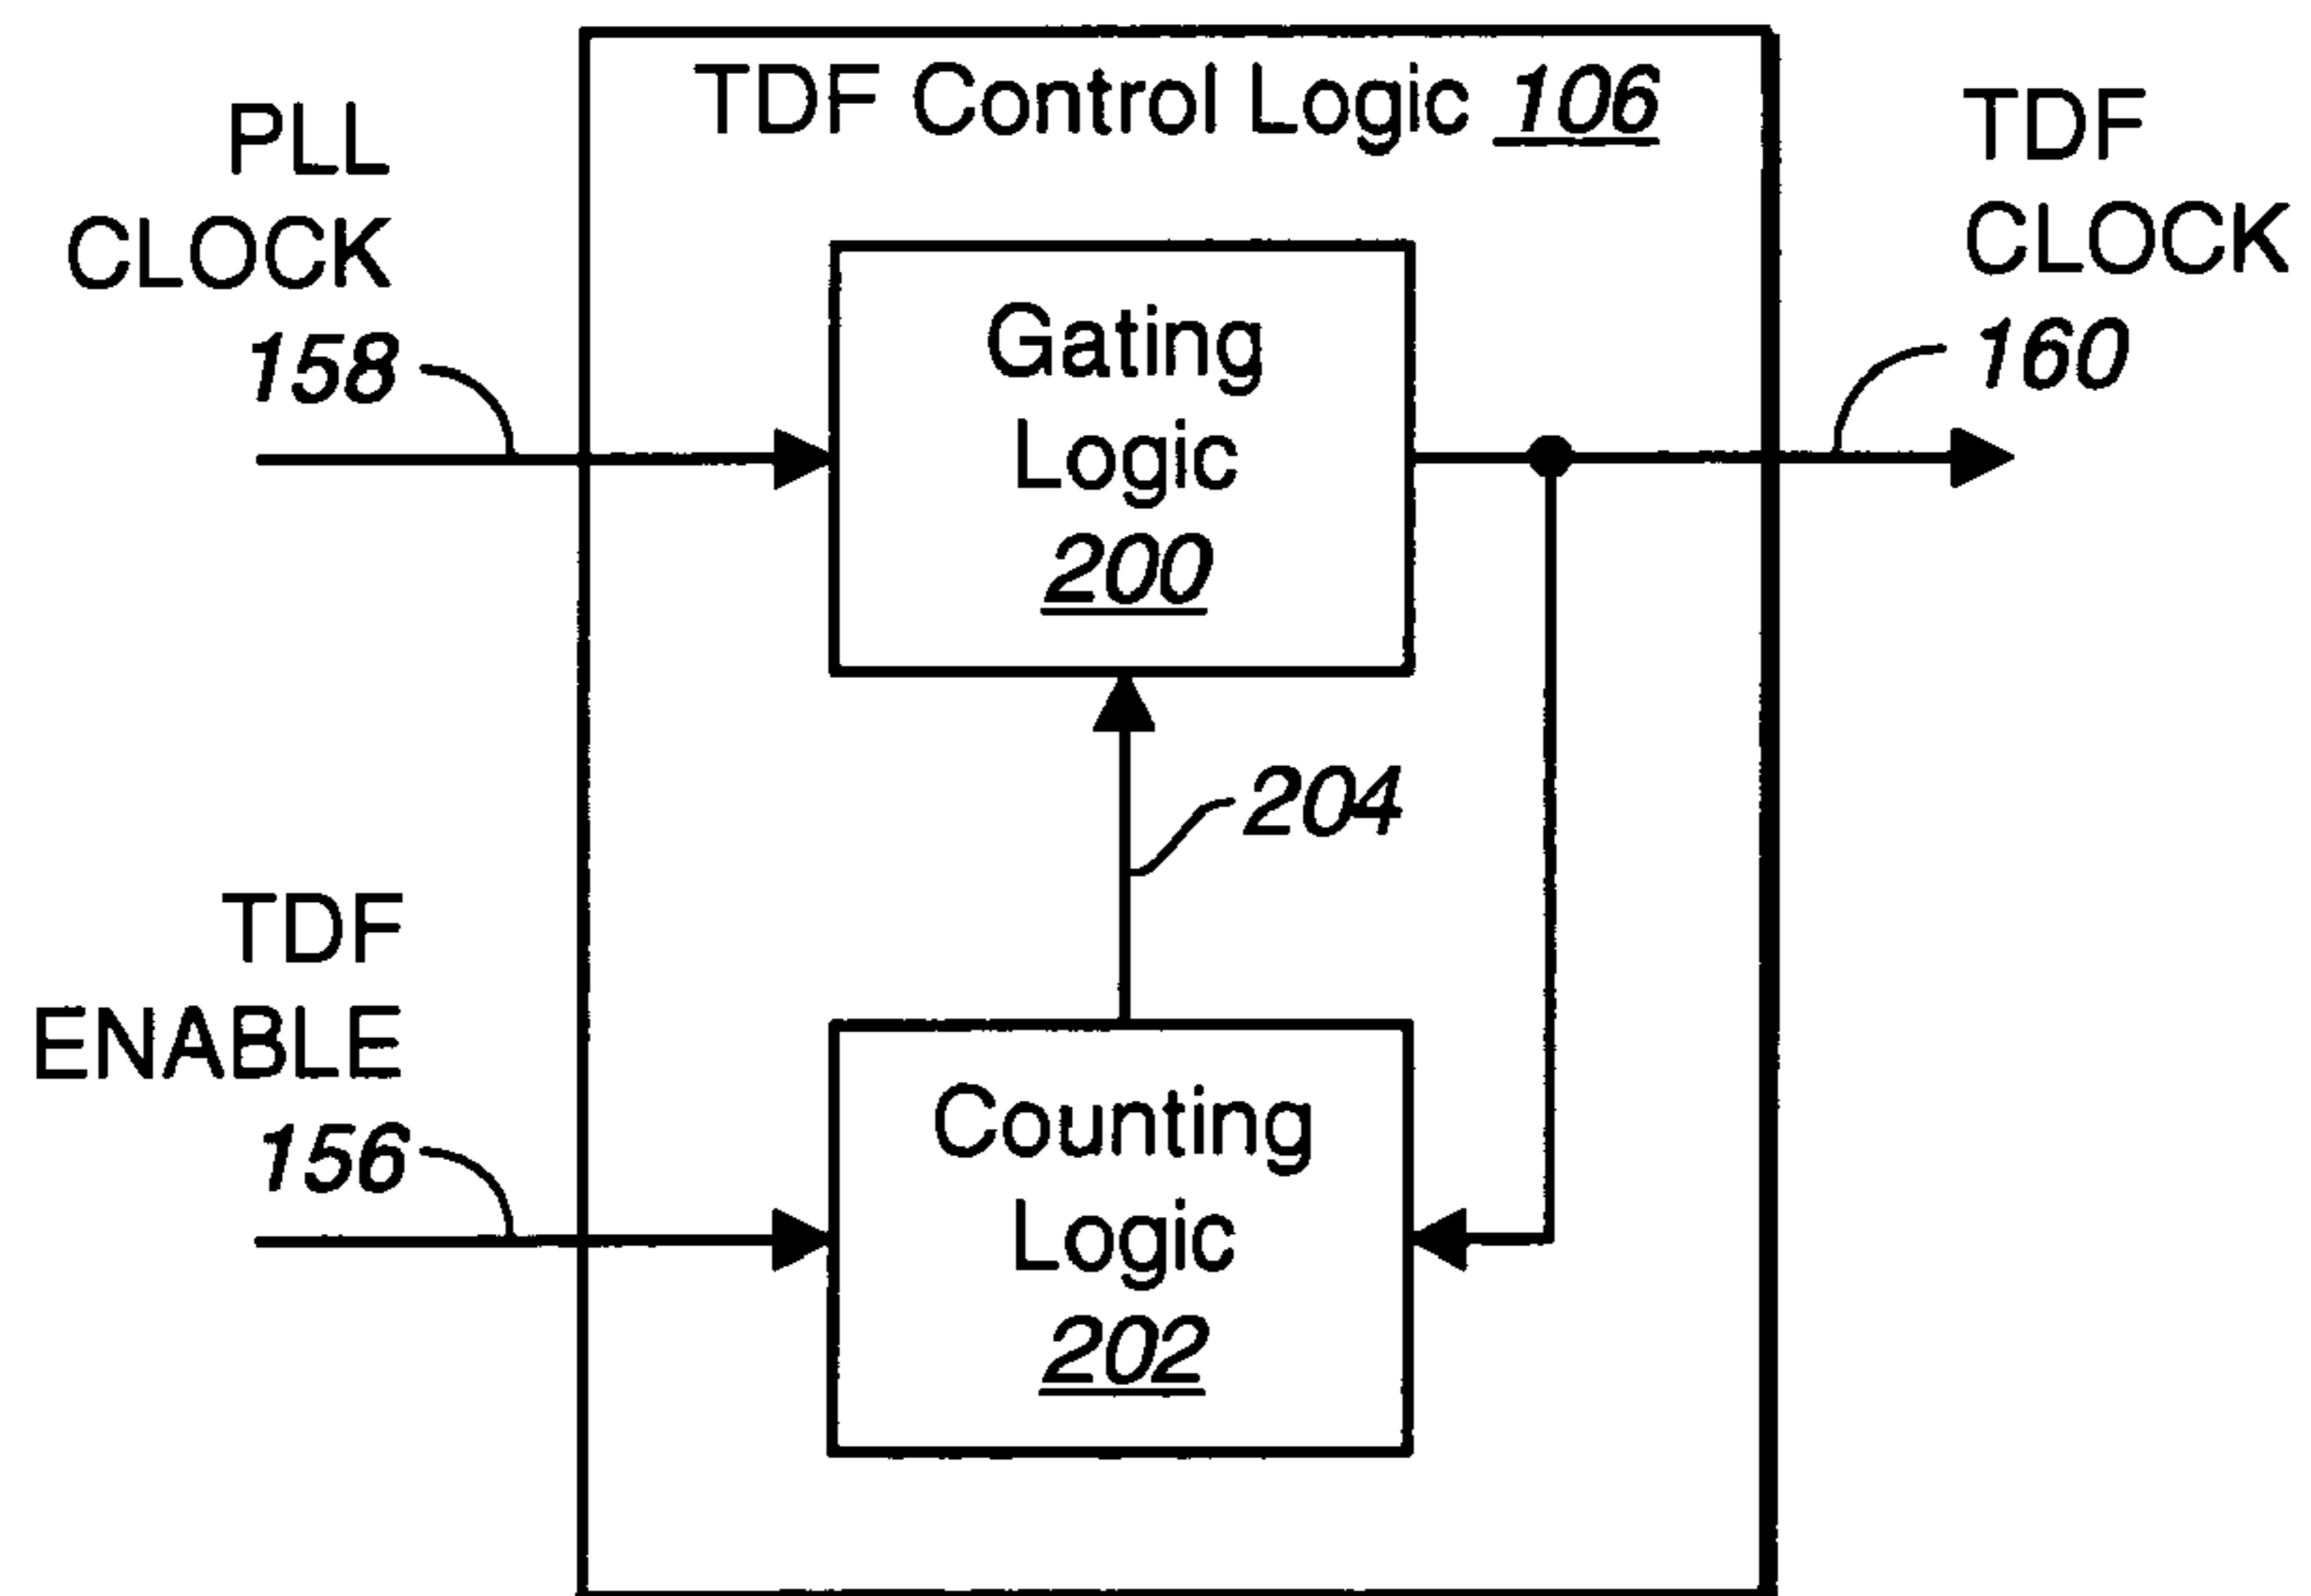 TDF Control Logic 106
PLL
CLOCK
158
TDF
CLOCK
160
Gating
Logic
200
204
TDF
ENABLE
156
Counting
Logic
202